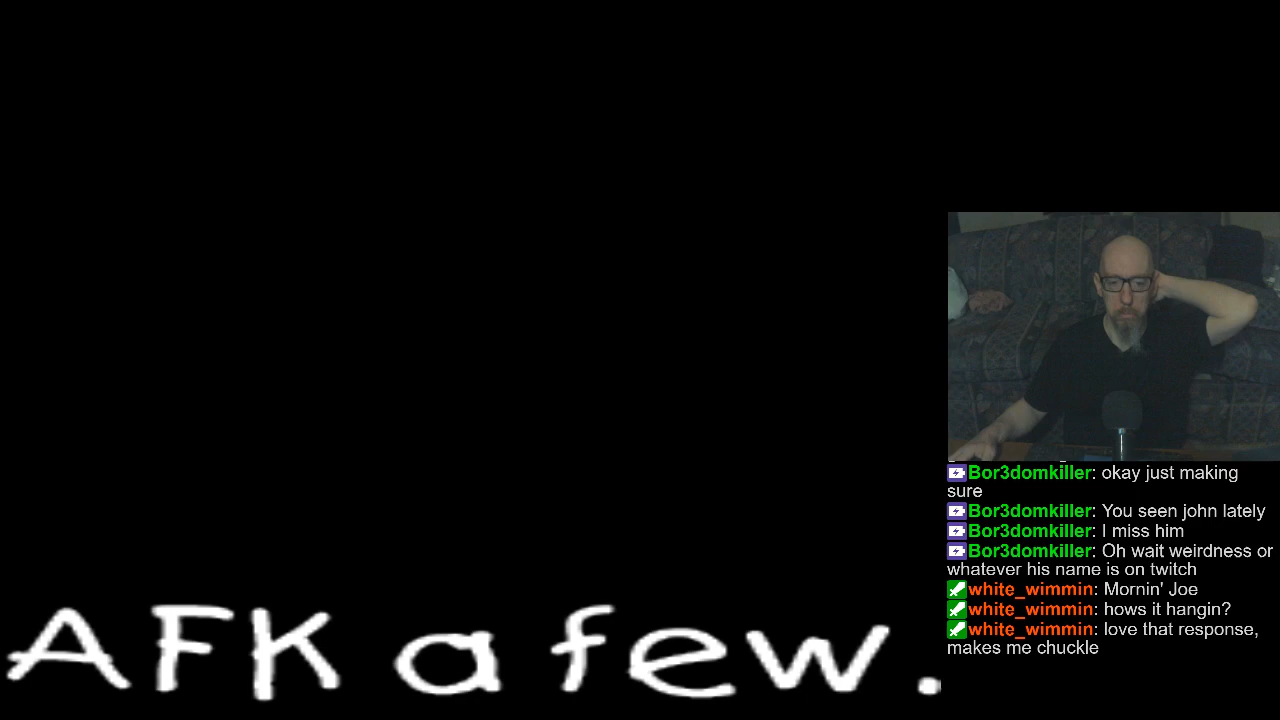 Bor3domkiller: okay just making
sure
Bor3domkiller: You seen john lately
Bor3domkiller: I miss him
Bor3domkiller: Oh wait weirdness or
whatever his name is on twitch
white_wimmin: Mornin' Joe
white_wimmin: hows it hangin?
white_wimmin: love that response,
makes me chuckle
AFK a few.